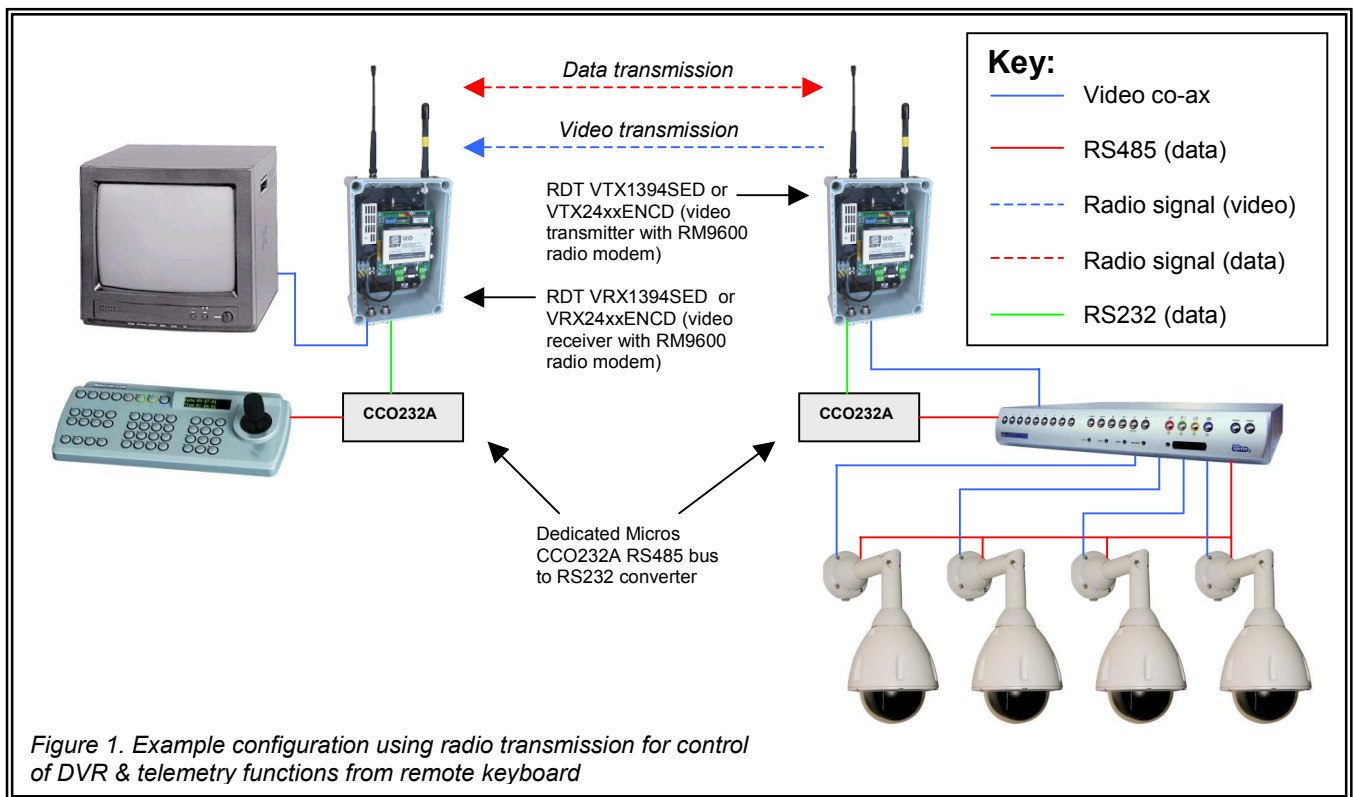 Data transmission
Video transmission
Key:
Video co-ax
RS485 (data)
Radio signal (video)
Radio signal (data)
RS232 (data)
RDT VTX1394SED or
VTX24xxENCD (video
transmitter with RM9600
radio modem)
RDT VRX1394SED or
VRX24xxENCD (video
receiver with RM9600
radio modem)
CCO232A
CCO232A
Dedicated Micros
CCO232A RS485 bus
to RS232 converter
Figure 1. Example configuration using radio transmission for control
of DVR & telemetry functions from remote keyboard